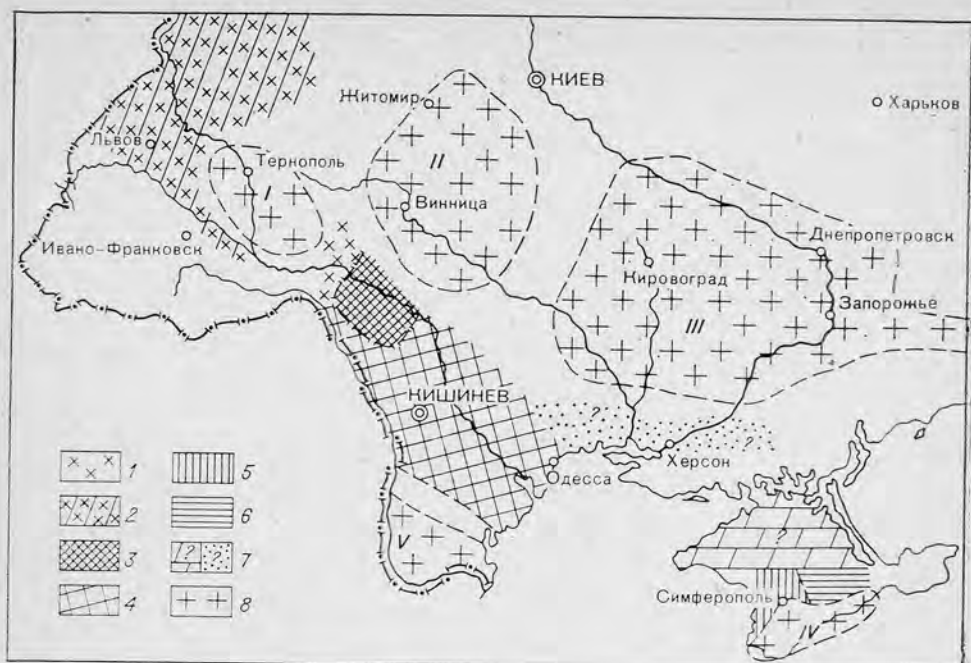 КИЕВ
Житомир
Харьков
Львов
Тернополь
II
I
Винница
Ивано-Франковск
Днепропетровск
Кировоград
Запорожье
III
КИШИНЕВ
?
?
Херсон
Одесса
V
?
Симферополь
IV
1
2
3
4
5
6
? ? 7
8